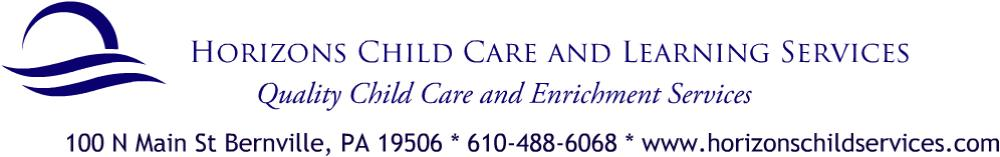 Horizons Child Care and Learning Services
Quality Child Care and Enrichment Services
100 N Main St Bernville, PA 19506 * 610-488-6068 * www.horizonschildservices.com